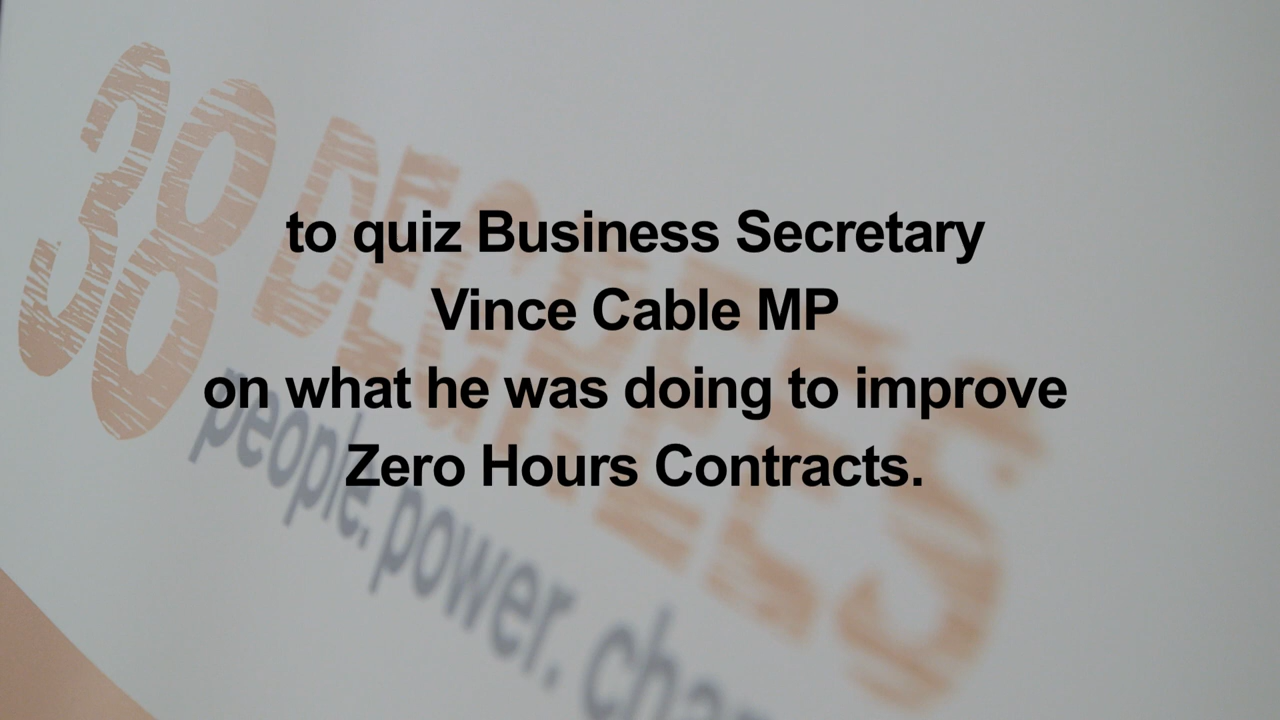 38 DEGREES
people. power. chan
to quiz Business Secretary
Vince Cable MP
on what he was doing to improve
Zero Hours Contracts.